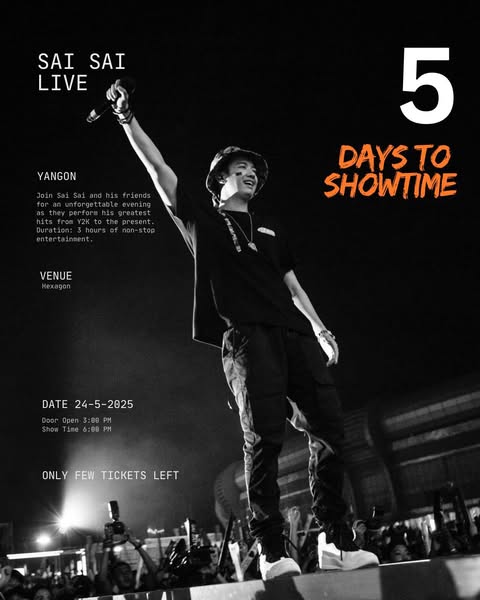 SAI SAI
LIVE
5
DAYS TO
SHOWTIME
YANGON
Join Sai Sai and his friends
for an unforgettable evening
as they perform his greatest
hits from Y2K to the present.
Duration: 3 hours of non-stop
entertainment.
VENUE
Hexagon
DATE 24-5-2025
Door Open 3:00 PM
Show Time 6:00 PM
ONLY FEW TICKETS LEFT